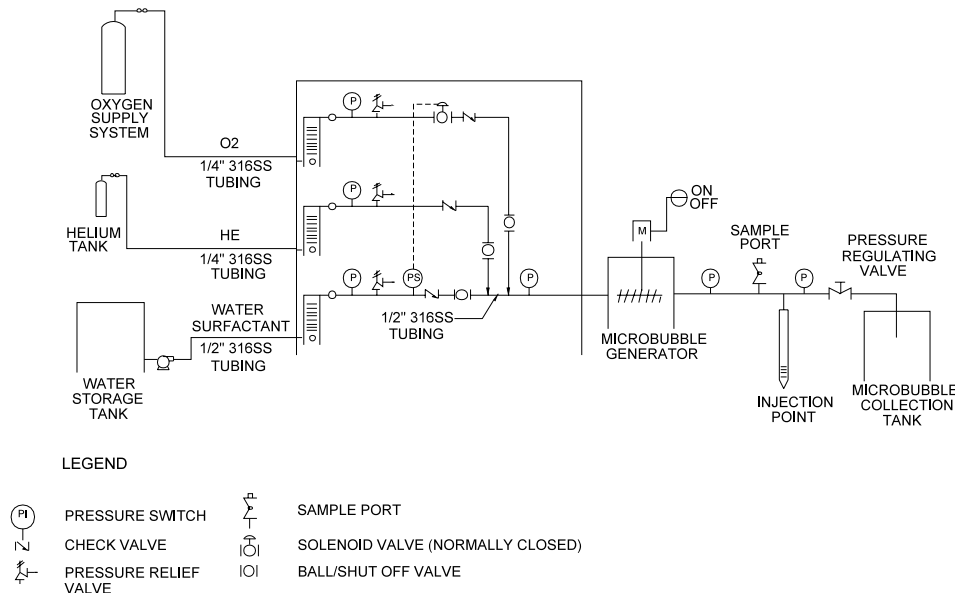 OXYGEN
SUPPLY
SYSTEM
O2
1/4" 316SS
TUBING
P
P
HELIUM
TANK
HE
1/4" 316SS
TUBING
P
PS
P
WATER
SURFACTANT
1/2" 316SS
TUBING
1/2" 316SS
TUBING
WATER
STORAGE
TANK
M
ON
OFF
MICROBUBBLE
GENERATOR
P
SAMPLE
PORT
P
PRESSURE
REGULATING
VALVE
INJECTION
POINT
MICROBUBBLE
COLLECTION
TANK
LEGEND
PI
PRESSURE SWITCH
CHECK VALVE
PRESSURE RELIEF
VALVE
SAMPLE PORT
SOLENOID VALVE (NORMALLY CLOSED)
BALL/SHUT OFF VALVE